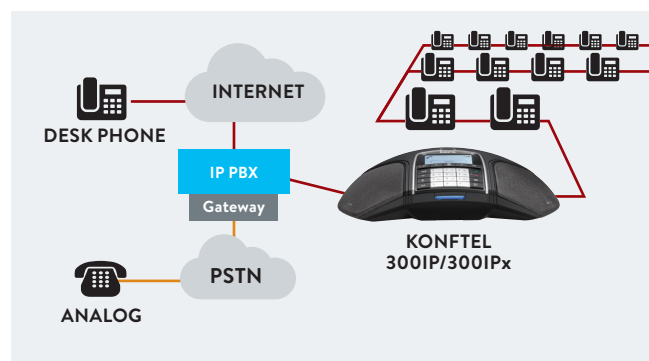 INTERNET
DESK PHONE
IP PBX
Gateway
KONFTEL
300IP/300IPx
PSTN
ANALOG